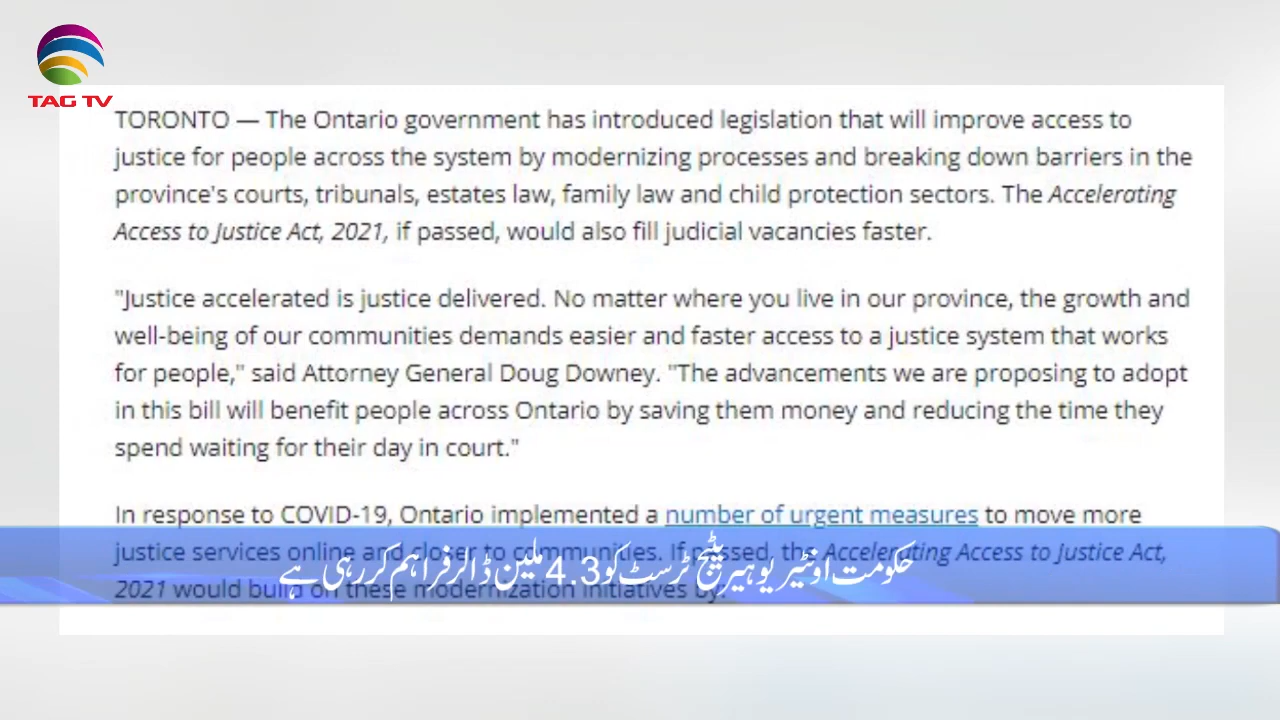 TAG TV
TORONTO — The Ontario government has introduced legislation that will improve access to
justice for people across the system by modernizing processes and breaking down barriers in the
province's courts, tribunals, estates law, family law and child protection sectors. The Accelerating
Access to Justice Act, 2021, if passed, would also fill judicial vacancies faster.
"Justice accelerated is justice delivered. No matter where you live in our province, the growth and
well-being of our communities demands easier and faster access to a justice system that works
for people," said Attorney General Doug Downey. "The advancements we are proposing to adopt
in this bill will benefit people across Ontario by saving them money and reducing the time they
spend waiting for their day in court."
In response to COVID-19, Ontario implemented a number of urgent measures to move more
justice services online and closer to communities. If passed, the Accelerating Access to Justice Act,
2021 would build on these modernization initiatives by:
حکومت اونٹیریو ہیریٹیج ٹرسٹ کو 4.3 ملین ڈالر فراہم کر رہی ہے